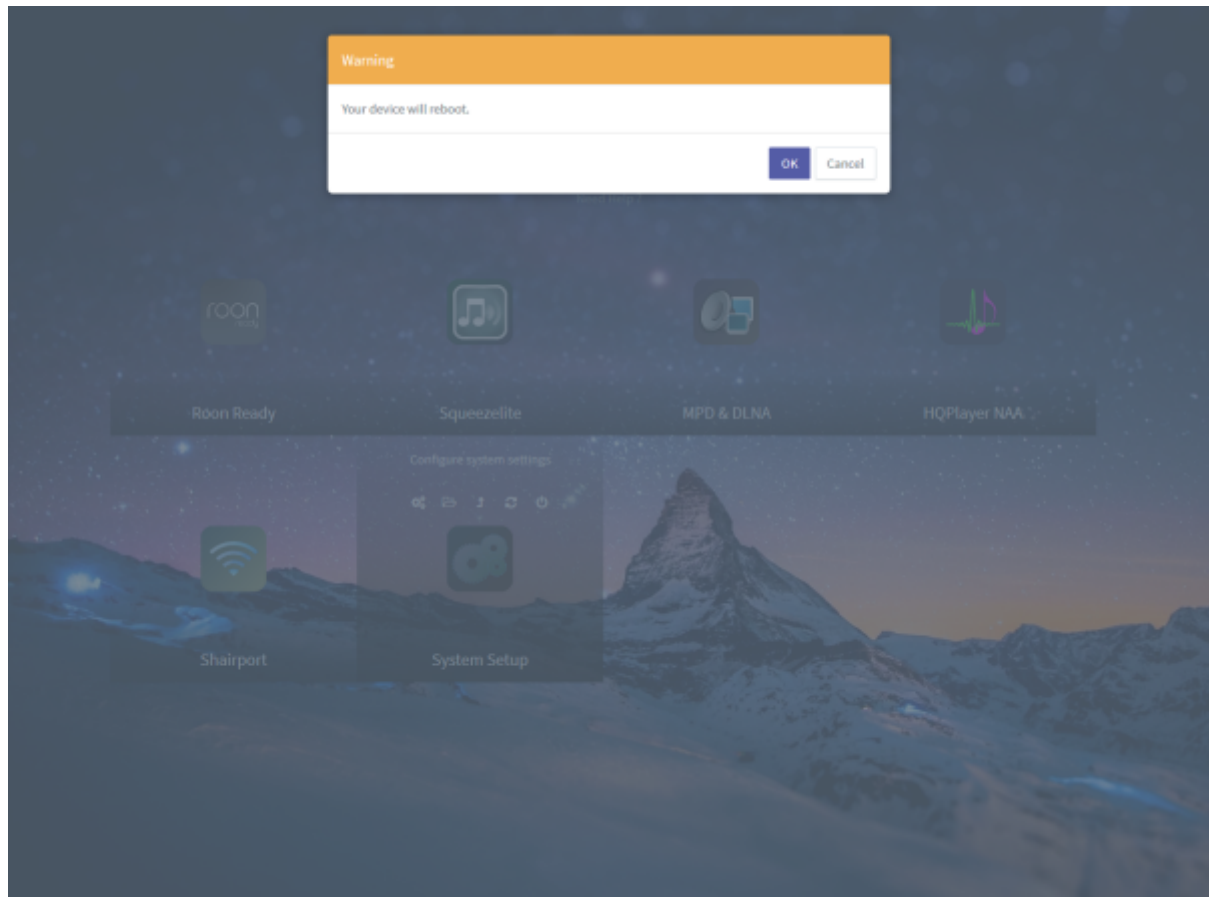 Warning
Your device will reboot.
OK Cancel
roon
Roon Ready Squeezelite MPD & DLNA HQPlayer NAA
Configure system settings
Shairport System Setup